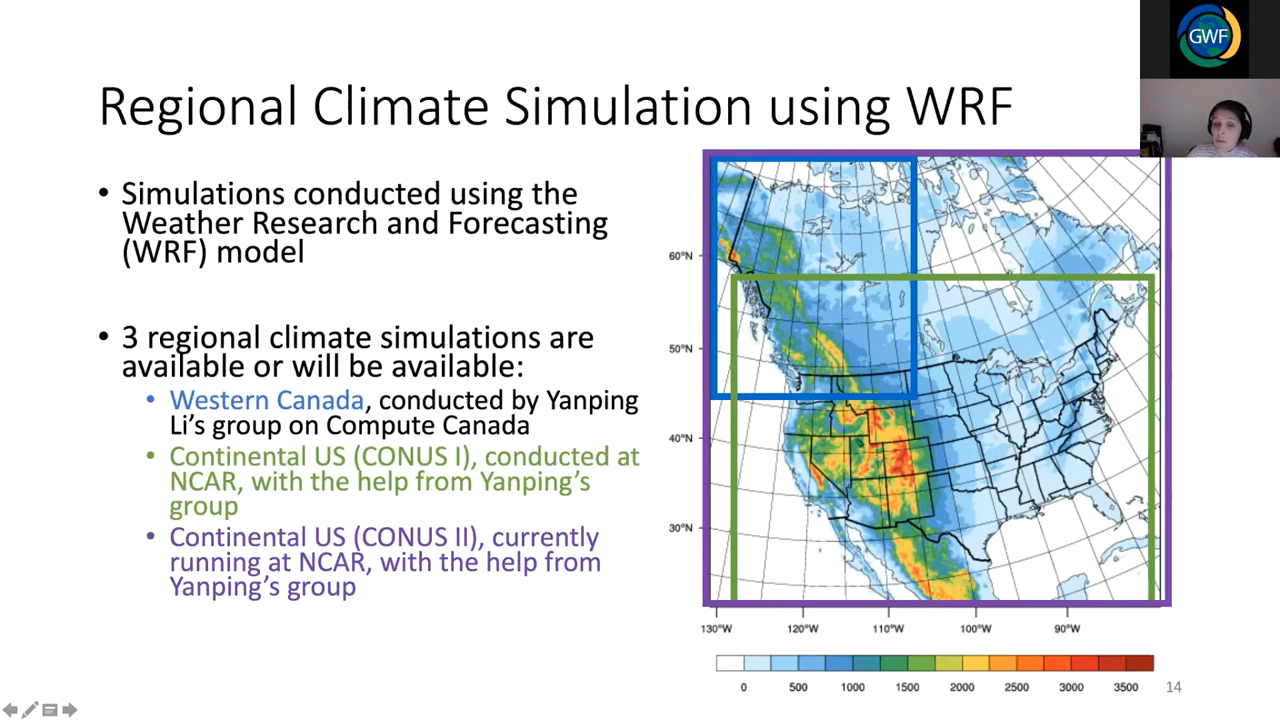 GWF
Regional Climate Simulation using WRF
• Simulations conducted using the
Weather Research and Forecasting
(WRF) model
• 3 regional climate simulations are
available or will be available:
• Western Canada, conducted by Yanping
Li’s group on Compute Canada
• Continental US (CONUS I), conducted at
NCAR, with the help from Yanping’s
group
• Continental US (CONUS II), currently
running at NCAR, with the help from
Yanping’s group
60°N
50°N
40°N
30°N
130°W 120°W 110°W 100°W 90°W
0 500 1000 1500 2000 2500 3000 3500
14